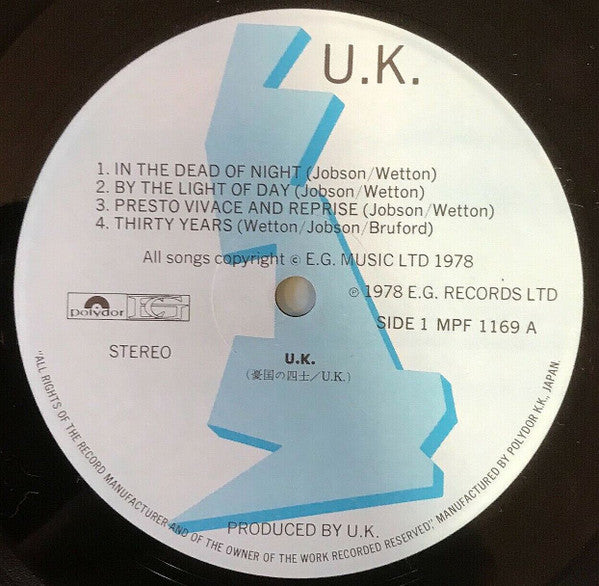 U.K.
1. IN THE DEAD OF NIGHT (Jobson/Wetton)
2. BY THE LIGHT OF DAY (Jobson/Wetton)
3. PRESTO VIVACE AND REPRISE (Jobson/Wetton)
4. THIRTY YEARS (Wetton/Jobson/Bruford)
All songs copyright © E.G. MUSIC LTD 1978
℗ 1978 E.G. RECORDS LTD
polydor EG
SIDE 1 MPF 1169 A
STEREO
U.K.
(憂国の四士/U.K.)
PRODUCED BY U.K.
"ALL RIGHTS OF THE RECORD MANUFACTURER AND OF THE OWNER OF THE WORK RECORDED RESERVED." MANUFACTURED BY POLYDOR K.K., JAPAN.